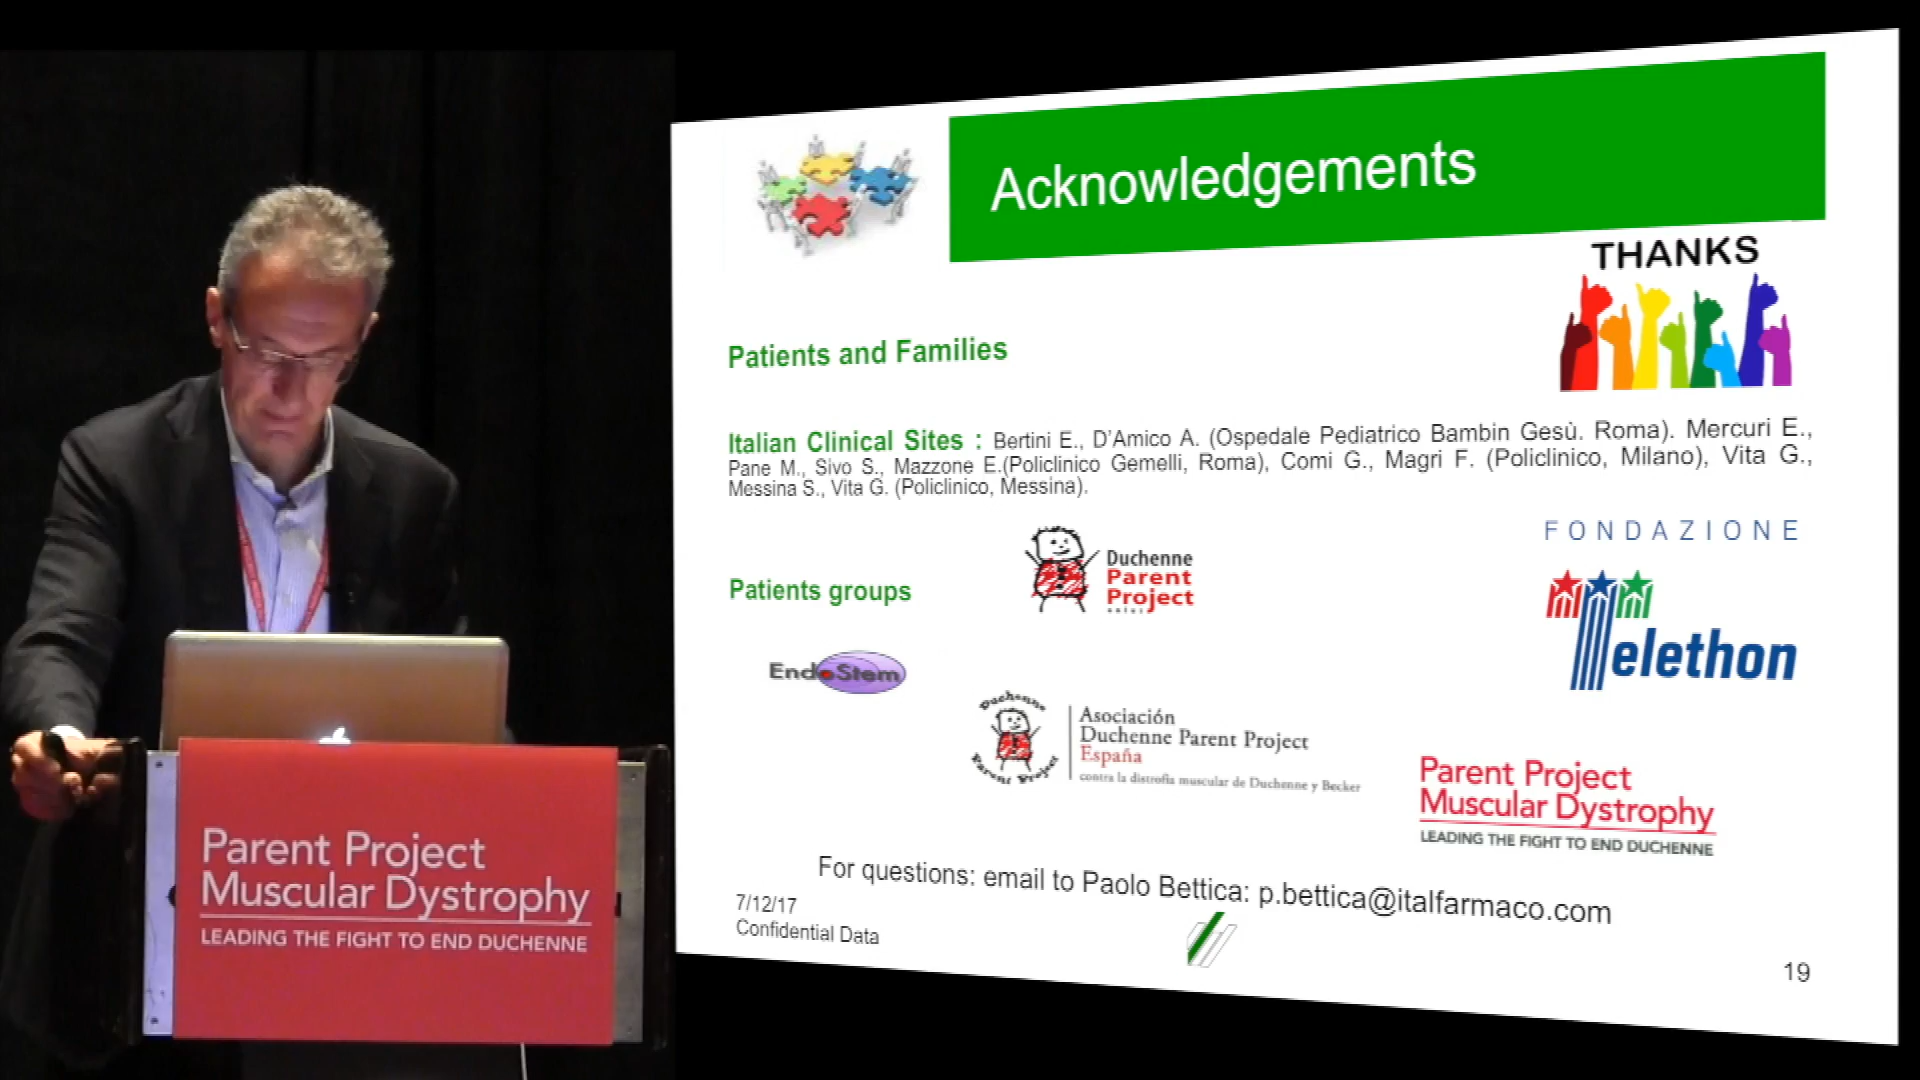 Acknowledgements
THANKS
Patients and Families
Italian Clinical Sites : Bertini E., D'Amico A. (Ospedale Pediatrico Bambin Gesù. Roma). Mercuri E.,
Pane M., Sivo S., Mazzone E.(Policlinico Gemelli, Roma), Comi G., Magri F. (Policlinico, Milano), Vita G.,
Messina S., Vita G. (Policlinico, Messina).
Patients groups
Duchenne
Parent
Project
FONDAZIONE
Telethon
EndoStem
Duchenne
Parent Project
Asociación
Duchenne Parent Project
España
contra la distrofia muscular de Duchenne y Becker
Parent Project
Muscular Dystrophy
LEADING THE FIGHT TO END DUCHENNE
For questions: email to Paolo Bettica: p.bettica@italfarmaco.com
7/12/17
Confidential Data
19
Parent Project
Muscular Dystrophy
LEADING THE FIGHT TO END DUCHENNE